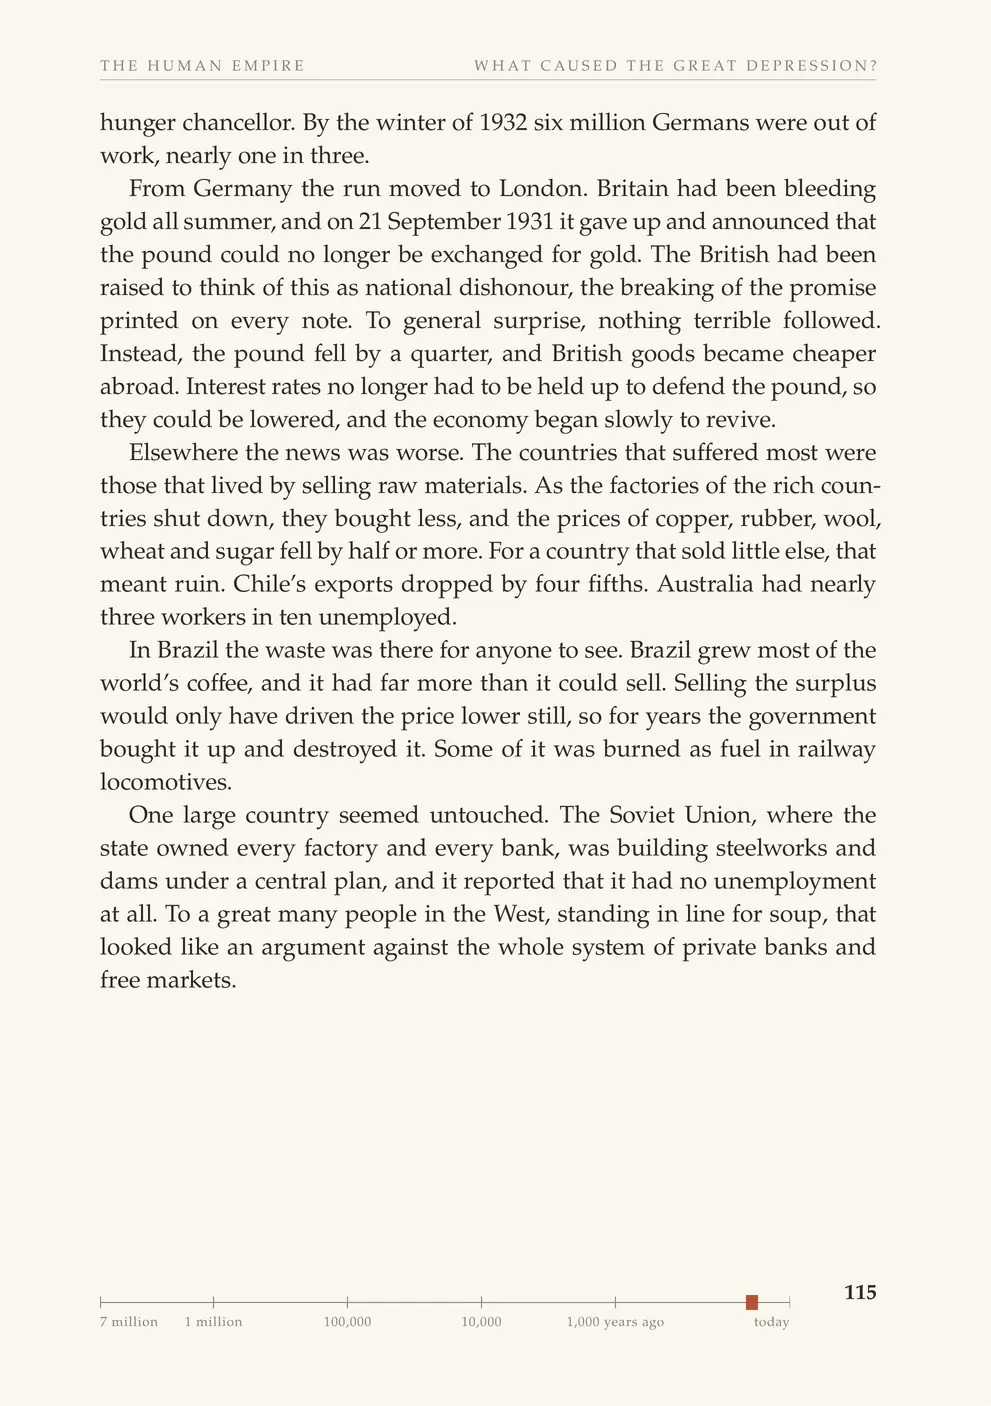 THE HUMAN EMPIRE
WHAT CAUSED THE GREAT DEPRESSION?
hunger chancellor. By the winter of 1932 six million Germans were out of
work, nearly one in three.
From Germany the run moved to London. Britain had been bleeding
gold all summer, and on 21 September 1931 it gave up and announced that
the pound could no longer be exchanged for gold. The British had been
raised to think of this as national dishonour, the breaking of the promise
printed on every note. To general surprise, nothing terrible followed.
Instead, the pound fell by a quarter, and British goods became cheaper
abroad. Interest rates no longer had to be held up to defend the pound, so
they could be lowered, and the economy began slowly to revive.
Elsewhere the news was worse. The countries that suffered most were
those that lived by selling raw materials. As the factories of the rich coun-
tries shut down, they bought less, and the prices of copper, rubber, wool,
wheat and sugar fell by half or more. For a country that sold little else, that
meant ruin. Chile’s exports dropped by four fifths. Australia had nearly
three workers in ten unemployed.
In Brazil the waste was there for anyone to see. Brazil grew most of the
world’s coffee, and it had far more than it could sell. Selling the surplus
would only have driven the price lower still, so for years the government
bought it up and destroyed it. Some of it was burned as fuel in railway
locomotives.
One large country seemed untouched. The Soviet Union, where the
state owned every factory and every bank, was building steelworks and
dams under a central plan, and it reported that it had no unemployment
at all. To a great many people in the West, standing in line for soup, that
looked like an argument against the whole system of private banks and
free markets.
115
7 million 1 million 100,000 10,000 1,000 years ago today